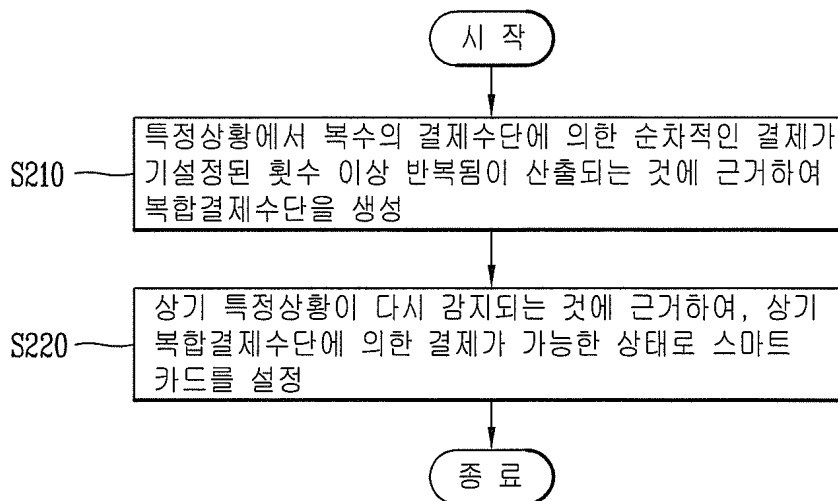 시 작
S210
특정상황에서 복수의 결제수단에 의한 순차적인 결제가
기설정된 횟수 이상 반복됨이 산출되는 것에 근거하여
복합결제수단을 생성
S220
상기 특정상황이 다시 감지되는 것에 근거하여, 상기
복합결제수단에 의한 결제가 가능한 상태로 스마트
카드를 설정
종 료